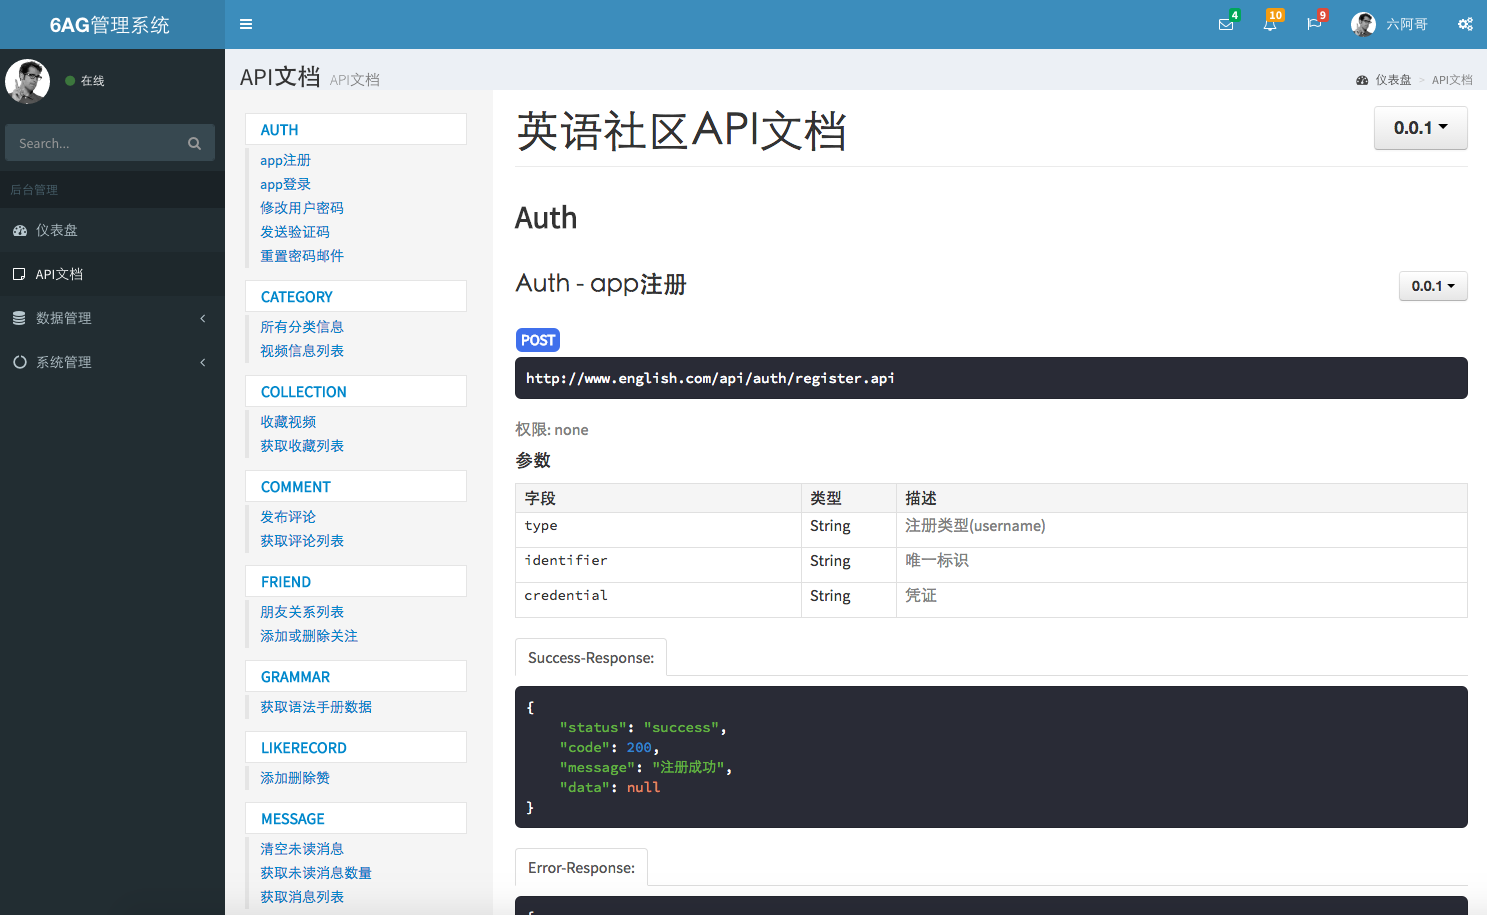 6AG管理系统
4
10
9
六阿哥
在线
Search...
后台管理
仪表盘
API文档
数据管理
系统管理
API文档 API文档
仪表盘 > API文档
AUTH
app注册
app登录
修改用户密码
发送验证码
重置密码邮件
CATEGORY
所有分类信息
视频信息列表
COLLECTION
收藏视频
获取收藏列表
COMMENT
发布评论
获取评论列表
FRIEND
朋友关系列表
添加或删除关注
GRAMMAR
获取语法手册数据
LIKERECORD
添加删除赞
MESSAGE
清空未读消息
获取未读消息数量
获取消息列表
英语社区API文档
0.0.1
Auth
Auth - app注册
0.0.1
POST
http://www.english.com/api/auth/register.api
权限: none
参数
字段 类型 描述
type String 注册类型(username)
identifier String 唯一标识
credential String 凭证
Success-Response:
{
"status": "success",
"code": 200,
"message": "注册成功",
"data": null
}
Error-Response:
{